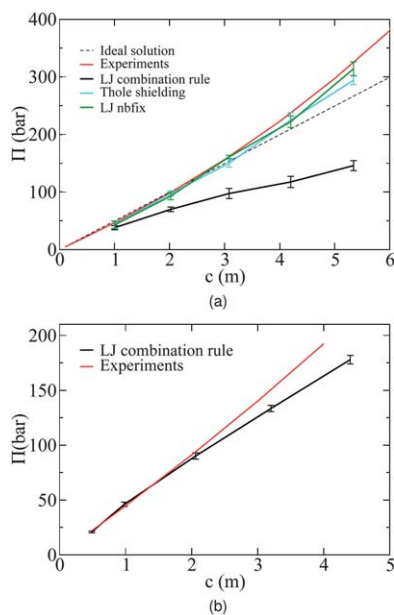 400
Ideal solution
Experiments
LJ combination rule
Thole shielding
LJ nbfix
300
Π (bar)
200
100
0
0 1 2 3 4 5 6
c (m)
(a)
200
LJ combination rule
Experiments
150
Π(bar)
100
50
0
0 1 2 3 4 5
c (m)
(b)